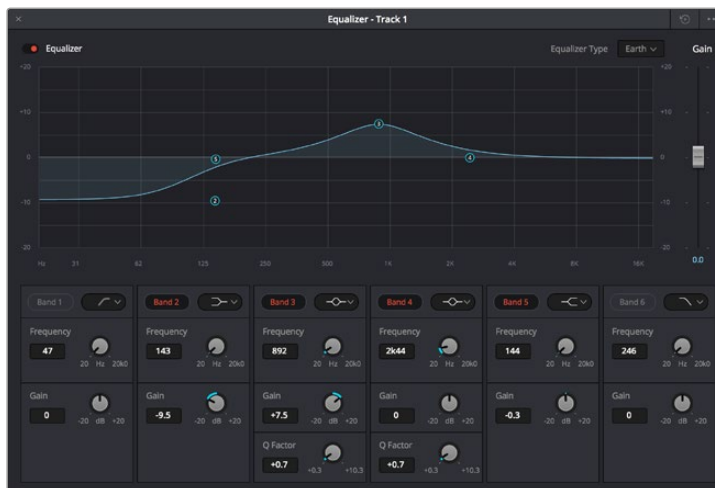 Equalizer - Track 1
Equalizer
Equalizer Type Earth Gain
+20 +20
+10 +10
0 0
-10 -10
-20 -20
5 3 4 2
Hz 31 62 125 250 300 1K 2K 4K 8K 16K
0.0
Band 1 Band 2 Band 3 Band 4 Band 5 Band 6
Frequency Frequency Frequency Frequency Frequency Frequency
47 143 892 2k44 144 246
20 Hz 20k0 20 Hz 20k0 20 Hz 20k0 20 Hz 20k0 20 Hz 20k0 20 Hz 20k0
Gain Gain Gain Gain Gain Gain
0 -9.5 +7.5 0 -0.3 0
-20 dB +20 -20 dB +20 -20 dB +20 -20 dB +20 -20 dB +20 -20 dB +20
Q Factor Q Factor
+0.7 +0.7
+0.3 +10.3 +0.3 +10.3